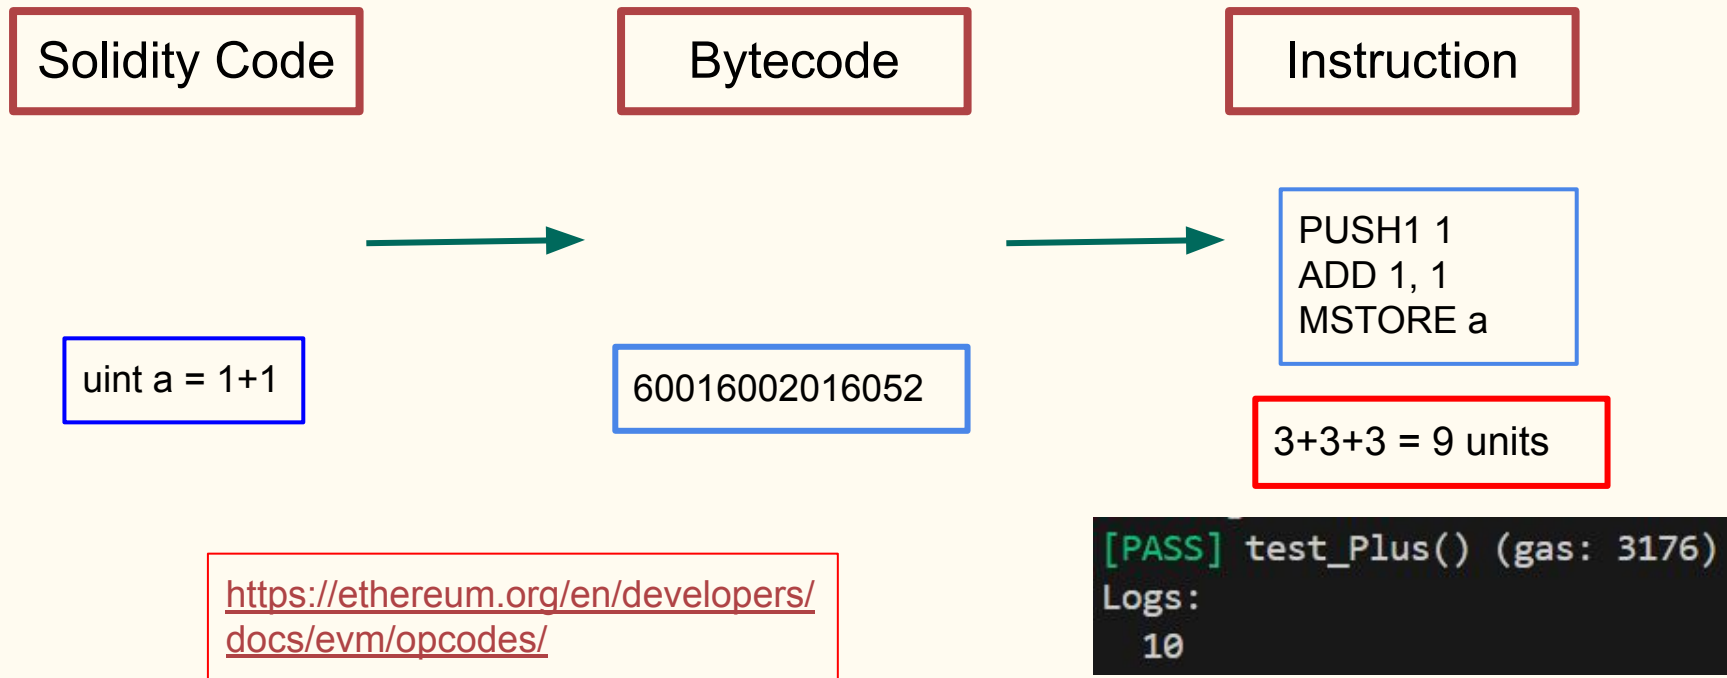 Solidity Code
Bytecode
Instruction
uint a = 1+1
60016002016052
PUSH1 1
ADD 1, 1
MSTORE a
3+3+3 = 9 units
https://ethereum.org/en/developers/
docs/evm/opcodes/
[PASS] test_Plus() (gas: 3176)
Logs:
10